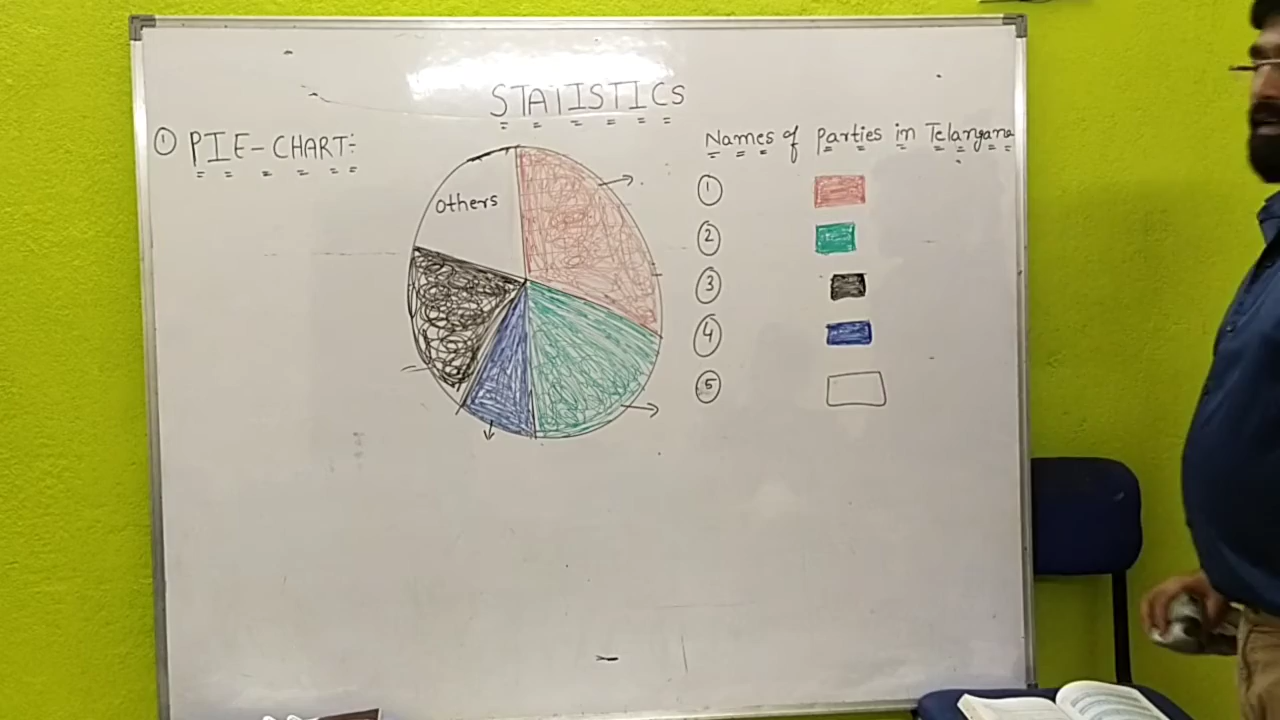 STATISTICS
① PIE-CHART:
others
Names of parties in Telangana
①
②
③
④
⑤